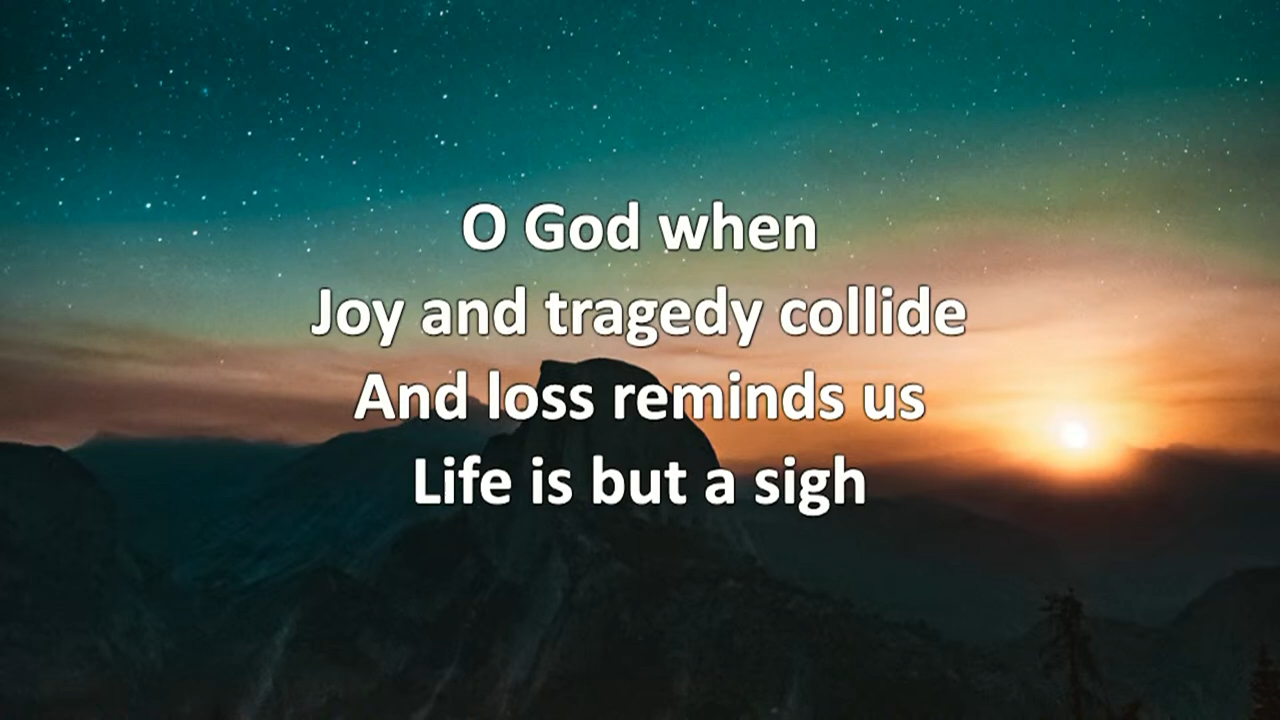 O God when
Joy and tragedy collide
And loss reminds us
Life is but a sigh